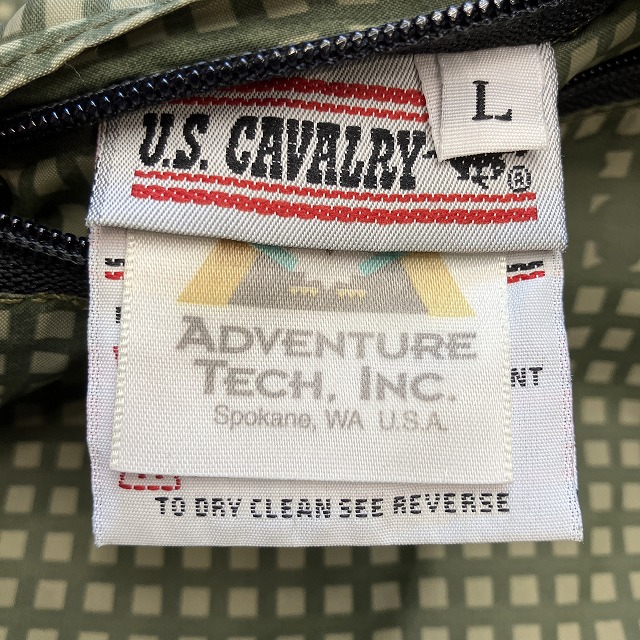 L
U.S. CAVALRY ®
ADVENTURE
TECH, INC.
Spokane, WA U.S.A.
NT
TO DRY CLEAN SEE REVERSE